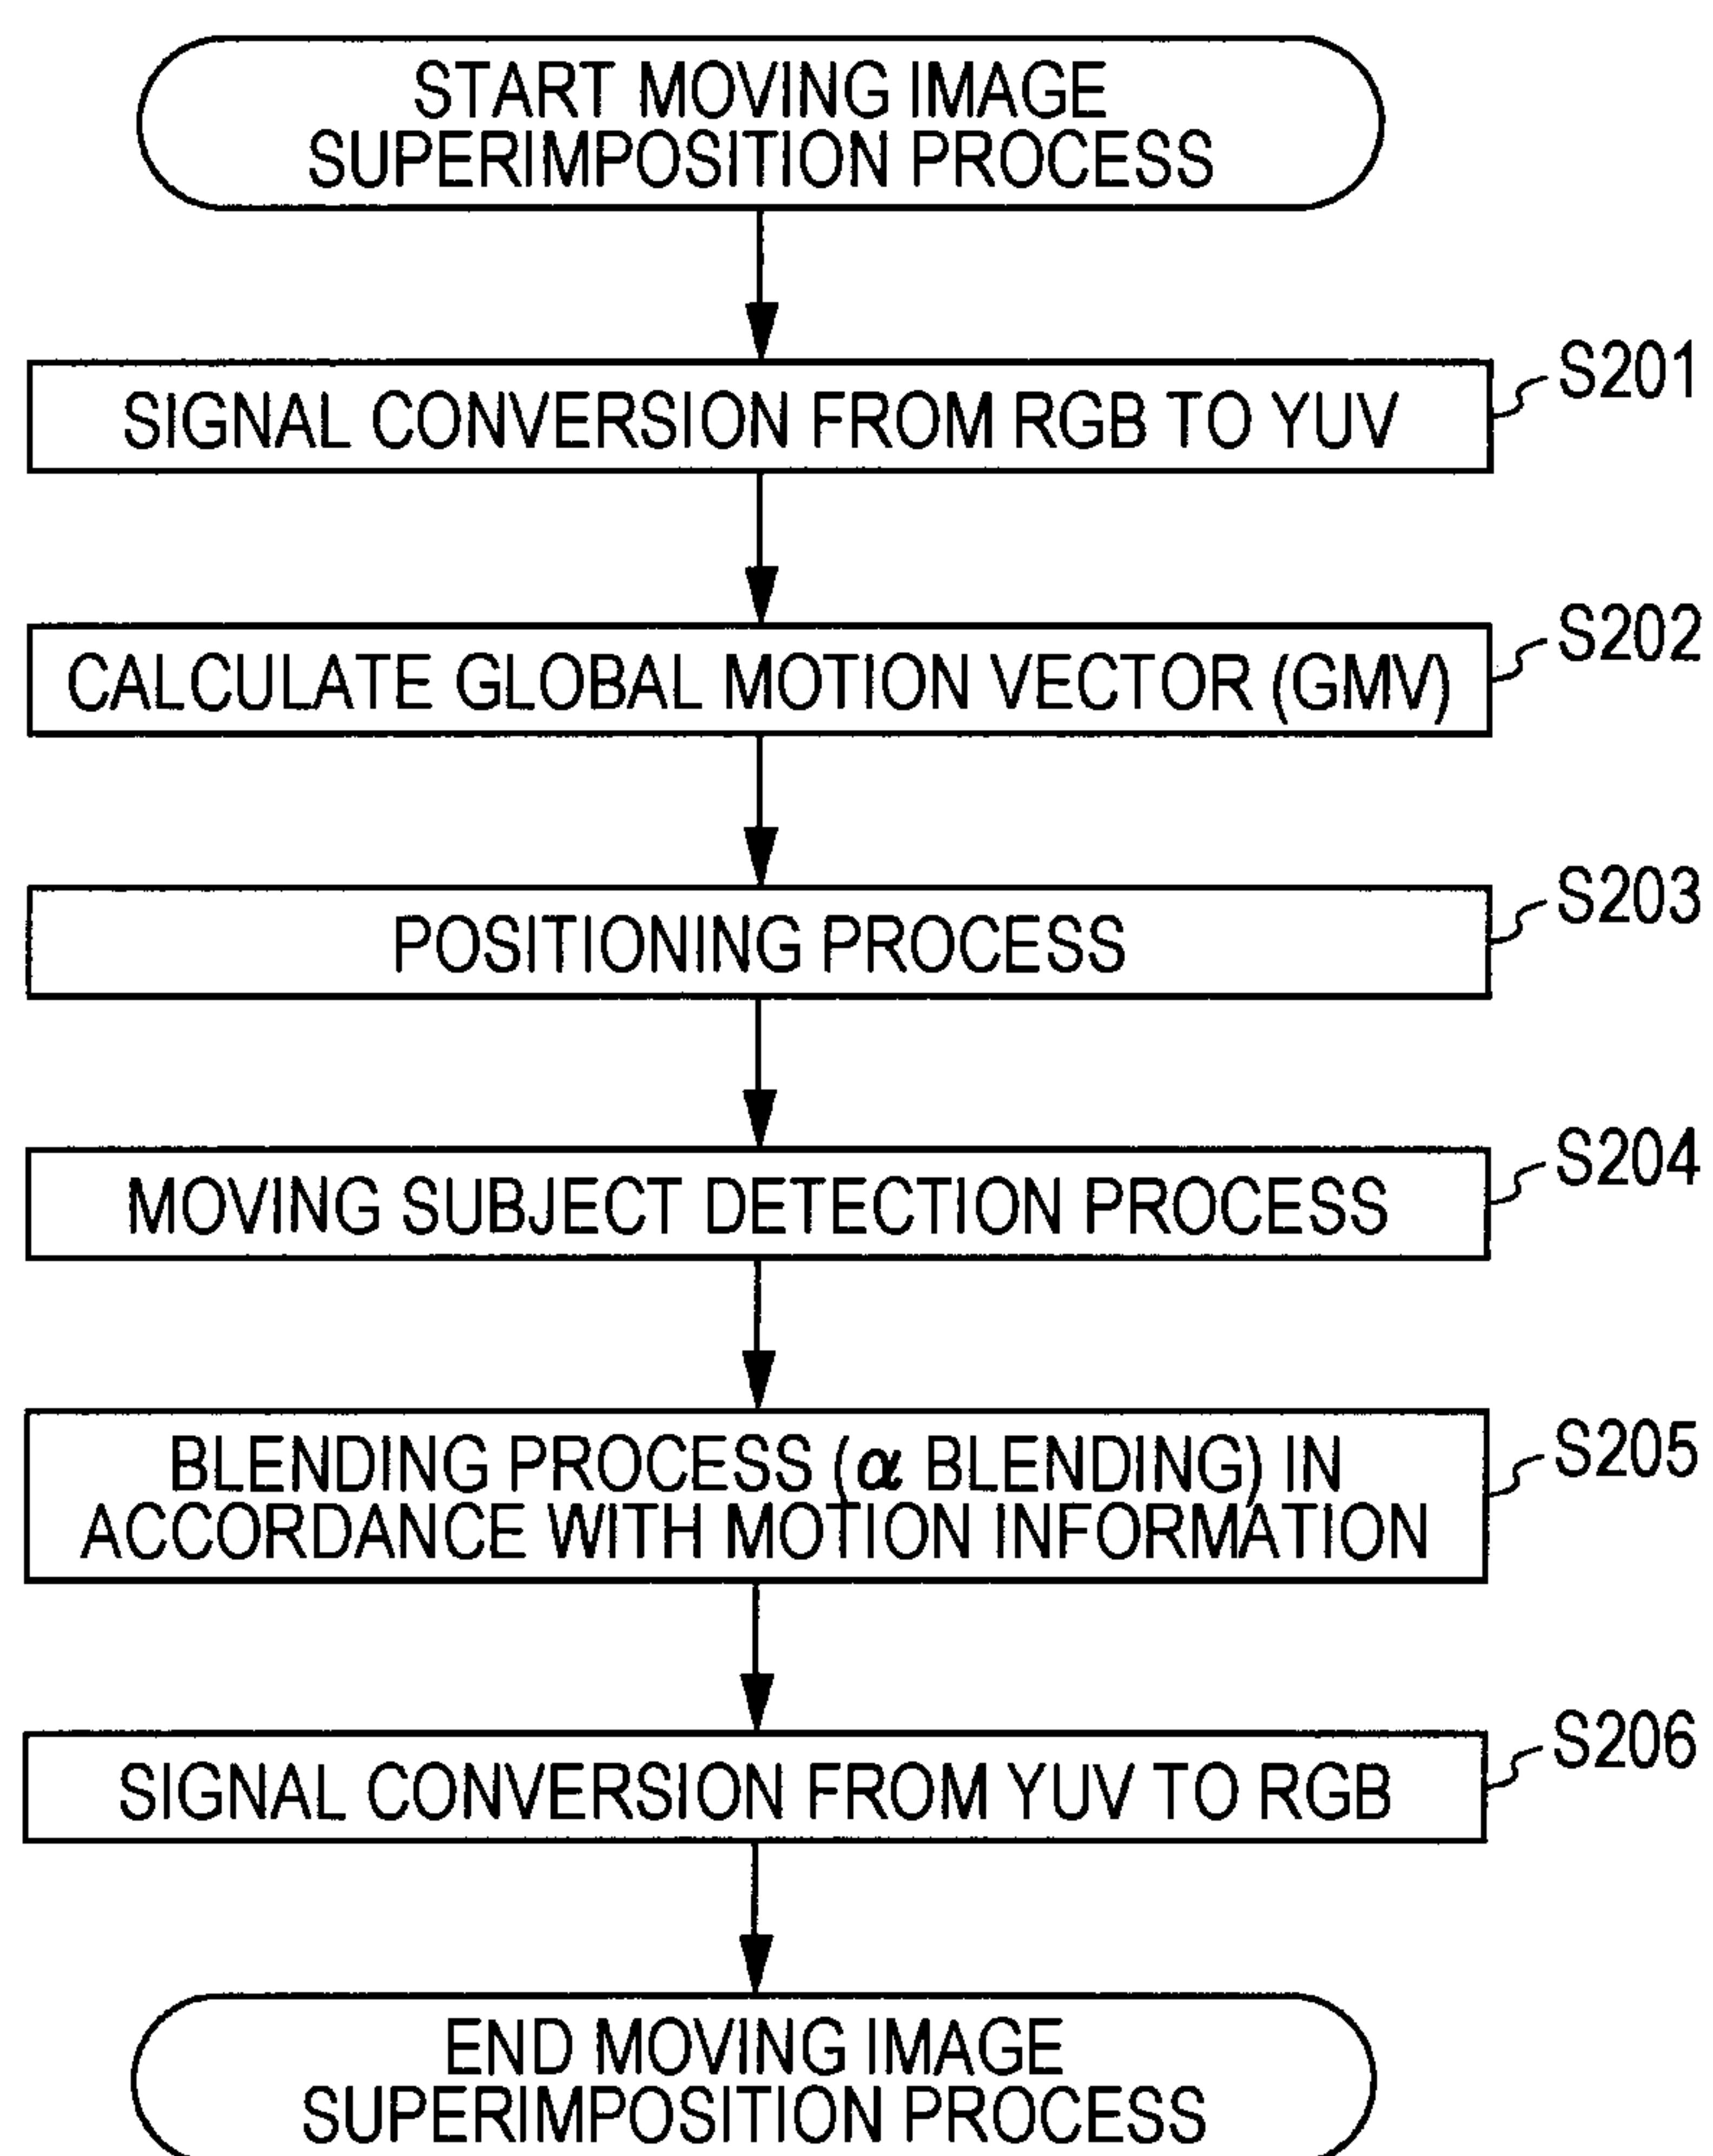 START MOVING IMAGE
SUPERIMPOSITION PROCESS
SIGNAL CONVERSION FROM RGB TO YUV
S201
CALCULATE GLOBAL MOTION VECTOR (GMV)
S202
POSITIONING PROCESS
S203
MOVING SUBJECT DETECTION PROCESS
S204
BLENDING PROCESS (α BLENDING) IN
ACCORDANCE WITH MOTION INFORMATION
S205
SIGNAL CONVERSION FROM YUV TO RGB
S206
END MOVING IMAGE
SUPERIMPOSITION PROCESS